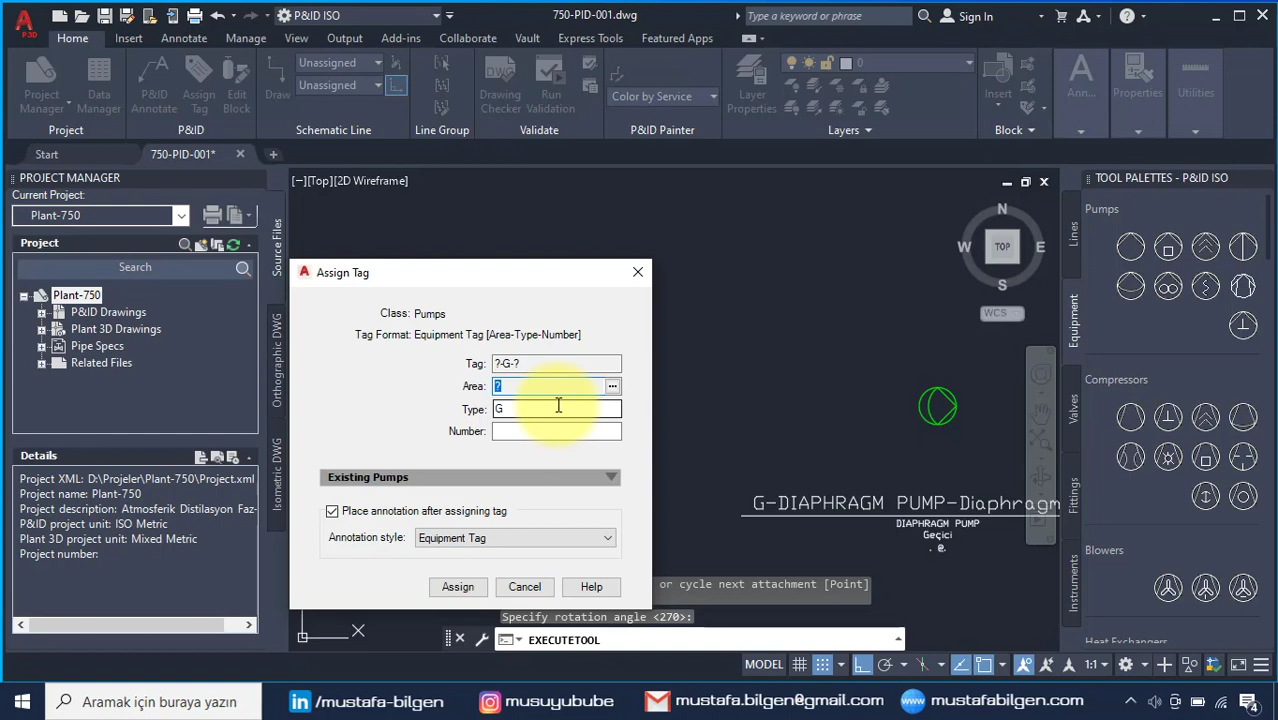 P3D
P&ID ISO
750-PID-001.dwg
Type a keyword or phrase
Sign In
Home
Insert
Annotate
Manage
View
Output
Add-ins
Collaborate
Vault
Express Tools
Featured Apps
Project
Manager
Data
Manager
P&ID
Annotate
Assign
Tag
Edit
Block
Draw
Unassigned
Unassigned
Drawing
Checker
Run
Validation
Color by Service
Layer
Properties
0
Insert
Ann...
Properties
Utilities
Project
P&ID
Schematic Line
Line Group
Validate
P&ID Painter
Layers
Block
Start
750-PID-001*
PROJECT MANAGER
Current Project:
Plant-750
Project
Search
Plant-750
P&ID Drawings
Plant 3D Drawings
Pipe Specs
Related Files
Details
Project XML: D:\Projeler\Plant-750\Project.xml
Project name: Plant-750
Project description: Atmosferik Distilasyon Faz-
P&ID project unit: ISO Metric
Plant 3D project unit: Mixed Metric
Project number:
Source Files
Orthographic DWG
Isometric DWG
[−][Top][2D Wireframe]
N
W
TOP
E
S
WCS
Assign Tag
Class: Pumps
Tag Format: Equipment Tag [Area-Type-Number]
Tag: ?-G-?
Area: ?
Type: G
Number:
Existing Pumps
Place annotation after assigning tag
Annotation style: Equipment Tag
Assign
Cancel
Help
G-DIAPHRAGM PUMP-Diaphragm
DIAPHRAGM PUMP
Geçici
or cycle next attachment [Point]
Specify rotation angle <270>:
EXECUTETOOL
X
TOOL PALETTES - P&ID ISO
Lines
Equipment
Valves
Fittings
Instruments
Pumps
Compressors
Blowers
Heat Exchangers
MODEL
1:1
Aramak için buraya yazın
in
/mustafa-bilgen
/musuyubube
mustafa.bilgen@gmail.com
www
mustafabilgen.com
4